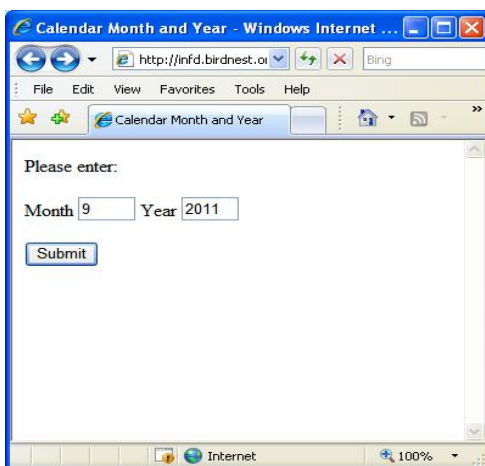 Calendar Month and Year - Windows Internet ...
http://infd.birdnest.or
Bing
File Edit View Favorites Tools Help
Calendar Month and Year
Please enter:
Month 9 Year 2011
Submit
Internet 100%